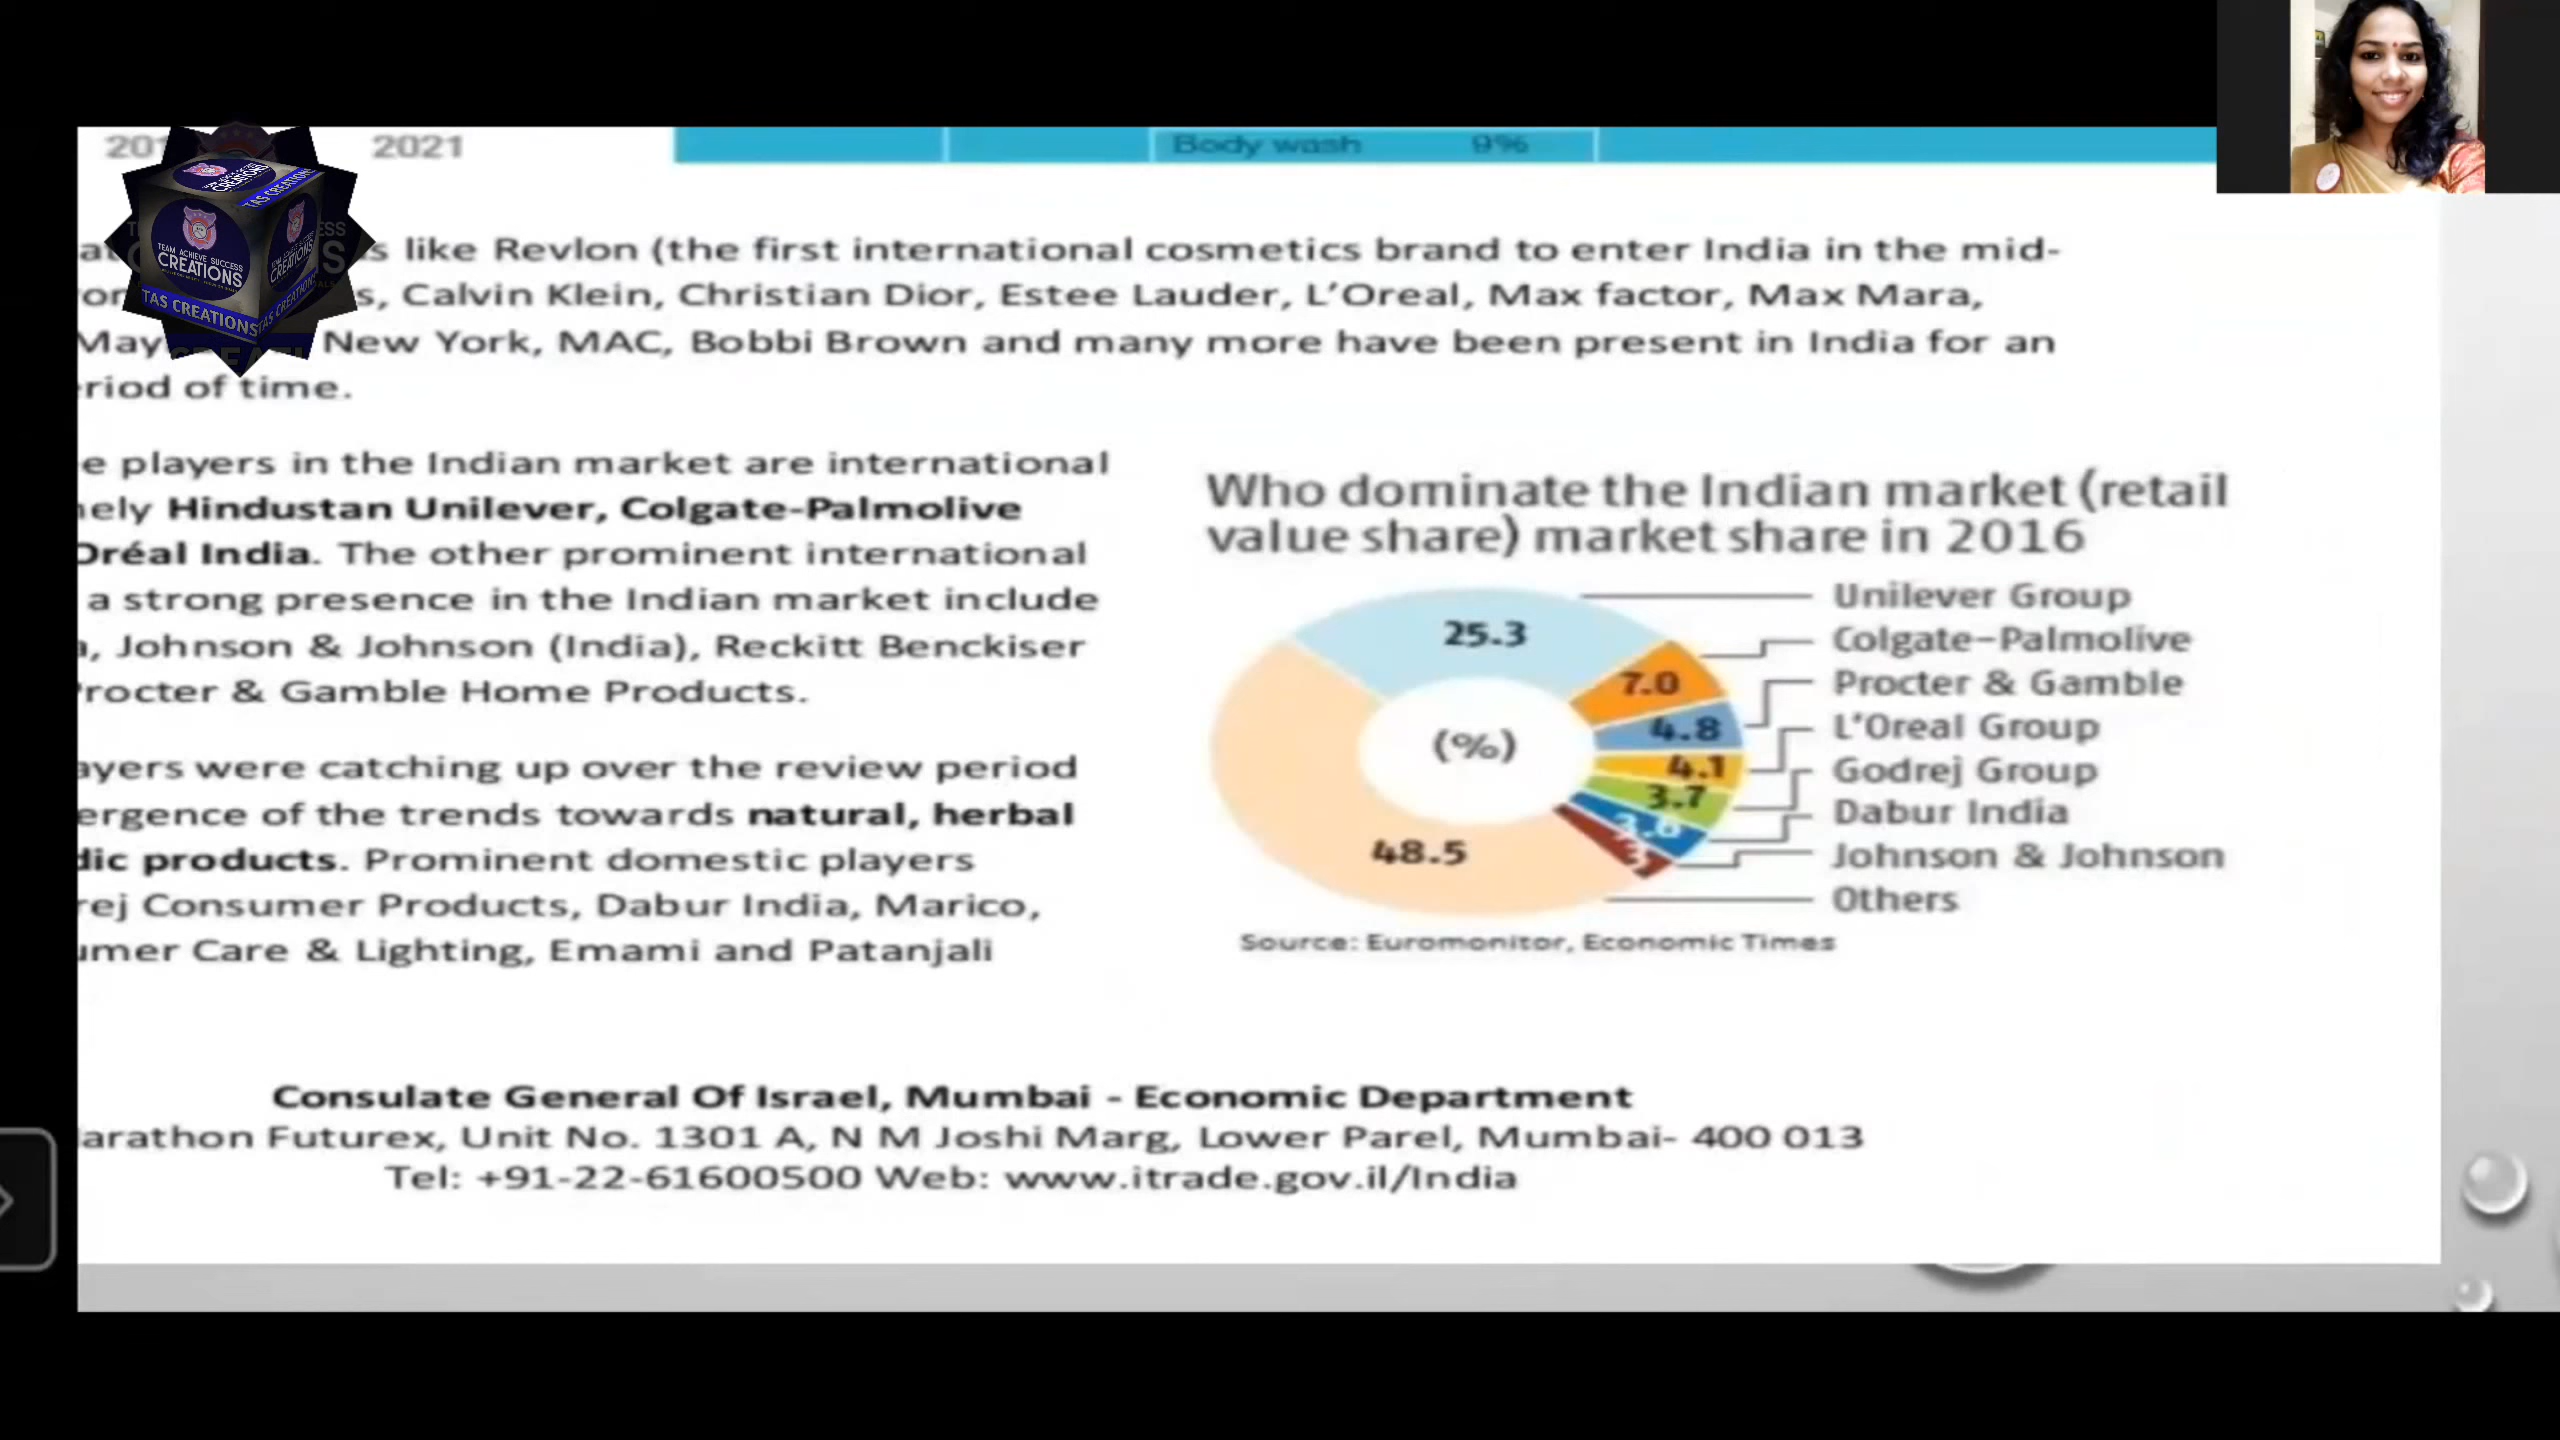 2021
Body wash 9%
TEAM ACHIEVE SUCCESS
CREATIONS
TAS CREATIONS
like Revlon (the first international cosmetics brand to enter India in the mid-
Calvin Klein, Christian Dior, Estee Lauder, L'Oreal, Max factor, Max Mara,
New York, MAC, Bobbi Brown and many more have been present in India for an
riod of time.
e players in the Indian market are international
nely Hindustan Unilever, Colgate-Palmolive
Oréal India. The other prominent international
a strong presence in the Indian market include
, Johnson & Johnson (India), Reckitt Benckiser
rocter & Gamble Home Products.
ayers were catching up over the review period
ergence of the trends towards natural, herbal
dic products. Prominent domestic players
rej Consumer Products, Dabur India, Marico,
umer Care & Lighting, Emami and Patanjali
Who dominate the Indian market (retail
value share) market share in 2016
25.3
7.0
4.8
4.1
3.7
48.5
(%)
Unilever Group
Colgate-Palmolive
Procter & Gamble
L'Oreal Group
Godrej Group
Dabur India
Johnson & Johnson
Others
Source: Euromonitor, Economic Times
Consulate General Of Israel, Mumbai - Economic Department
arathon Futurex, Unit No. 1301 A, N M Joshi Marg, Lower Parel, Mumbai- 400 013
Tel: +91-22-61600500 Web: www.itrade.gov.il/India